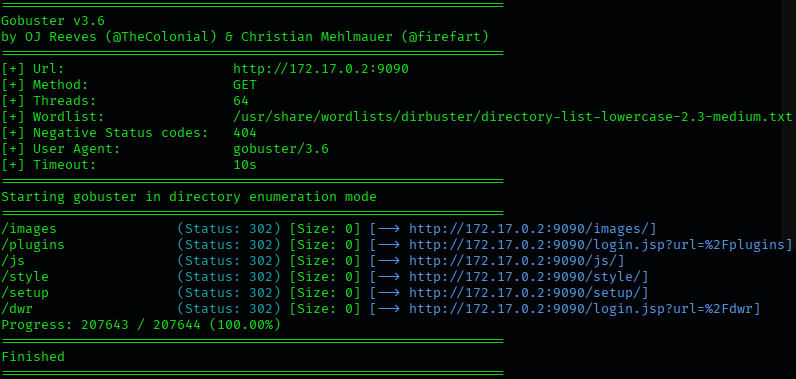 ===============================================================
Gobuster v3.6
by OJ Reeves (@TheColonial) & Christian Mehlmauer (@firefart)
===============================================================
[+] Url:                     http://172.17.0.2:9090
[+] Method:                  GET
[+] Threads:                 64
[+] Wordlist:                /usr/share/wordlists/dirbuster/directory-list-lowercase-2.3-medium.txt
[+] Negative Status codes:   404
[+] User Agent:              gobuster/3.6
[+] Timeout:                 10s
===============================================================
Starting gobuster in directory enumeration mode
===============================================================
/images               (Status: 302) [Size: 0] [--> http://172.17.0.2:9090/images/]
/plugins              (Status: 302) [Size: 0] [--> http://172.17.0.2:9090/login.jsp?url=%2Fplugins]
/js                   (Status: 302) [Size: 0] [--> http://172.17.0.2:9090/js/]
/style                (Status: 302) [Size: 0] [--> http://172.17.0.2:9090/style/]
/setup                (Status: 302) [Size: 0] [--> http://172.17.0.2:9090/setup/]
/dwr                  (Status: 302) [Size: 0] [--> http://172.17.0.2:9090/login.jsp?url=%2Fdwr]
Progress: 207643 / 207644 (100.00%)
===============================================================
Finished
===============================================================